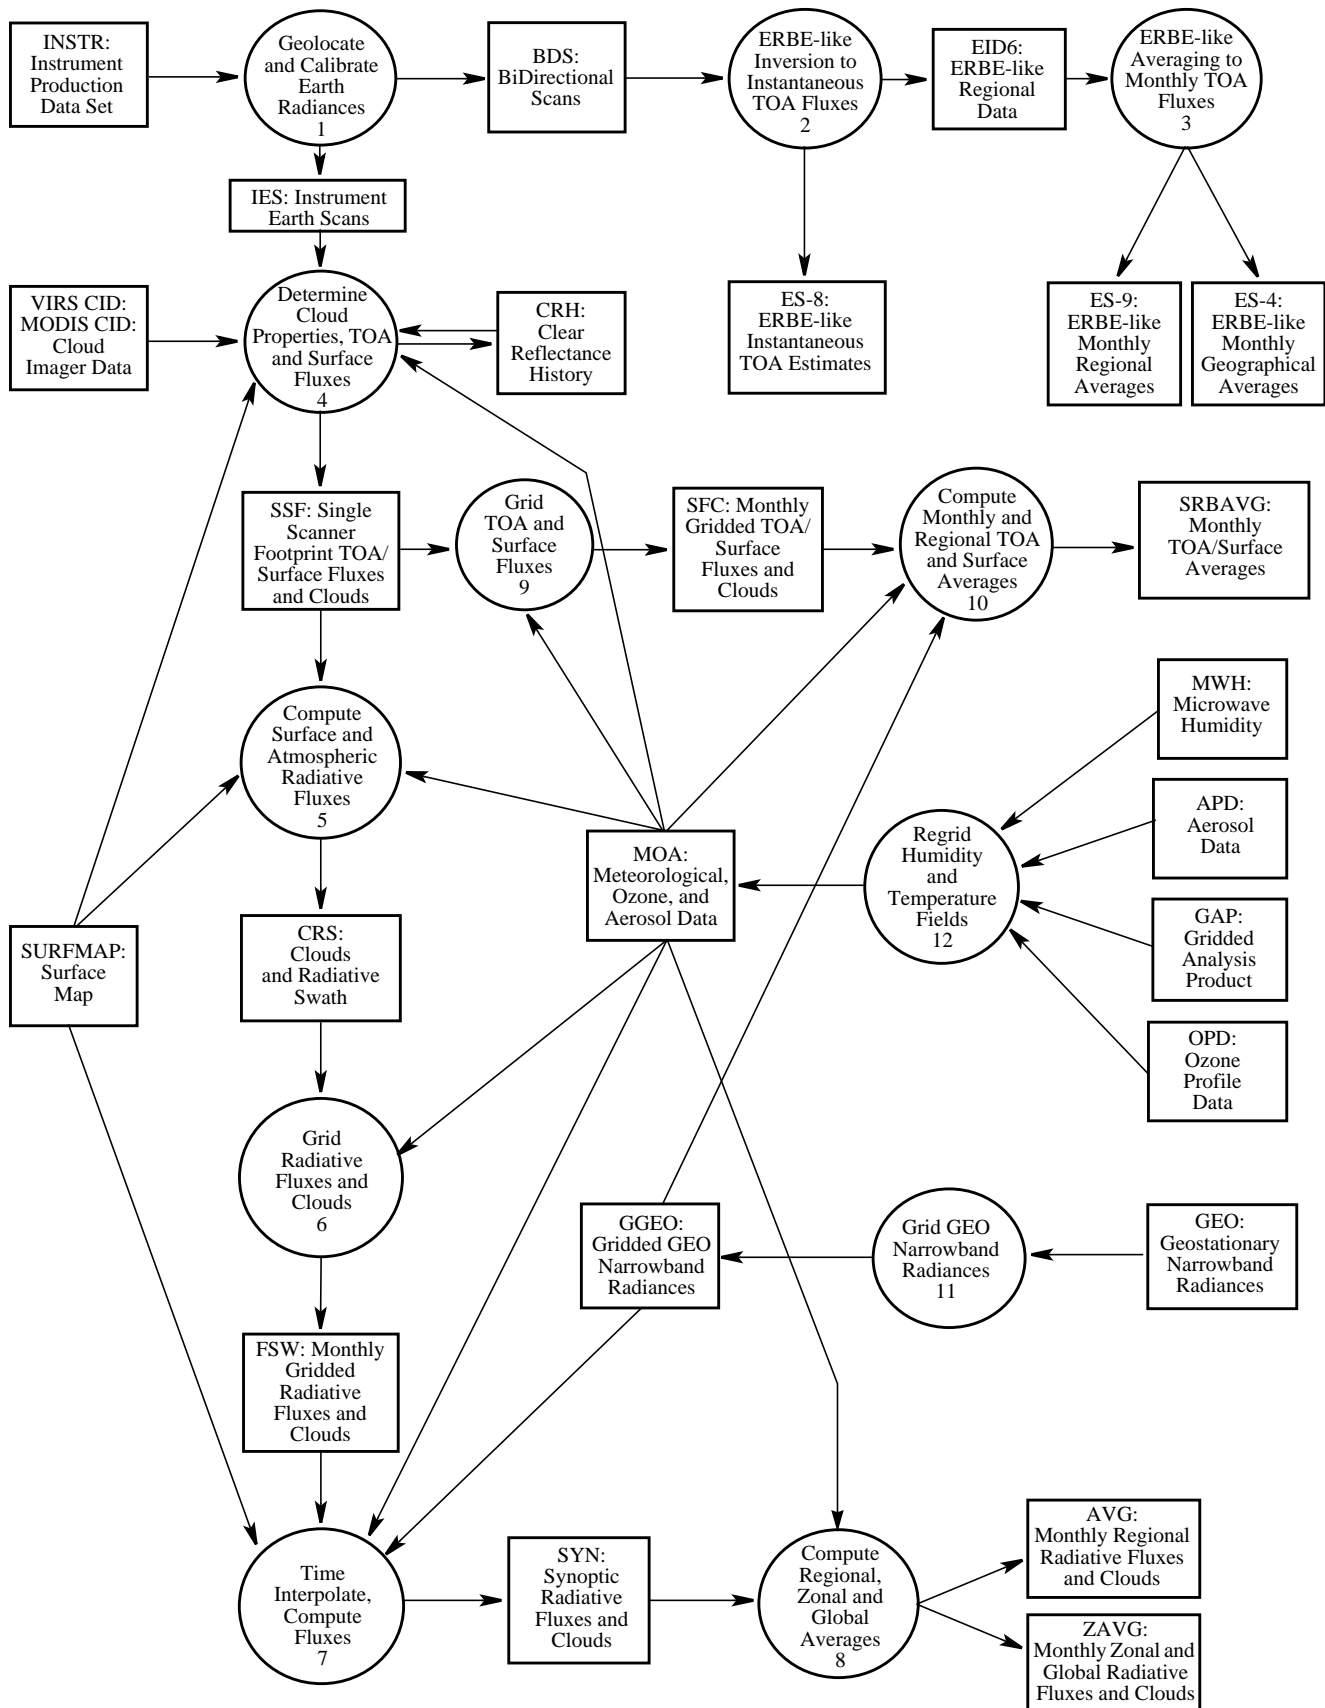 INSTR:
Instrument
Production
Data Set
Geolocate
and Calibrate
Earth
Radiances
1
BDS:
BiDirectional
Scans
ERBE-like
Inversion to
Instantaneous
TOA Fluxes
2
EID6:
ERBE-like
Regional
Data
ERBE-like
Averaging to
Monthly TOA
Fluxes
3
IES: Instrument
Earth Scans
VIRS CID:
MODIS CID:
Cloud
Imager Data
Determine
Cloud
Properties, TOA
and Surface
Fluxes
4
CRH:
Clear
Reflectance
History
ES-8:
ERBE-like
Instantaneous
TOA Estimates
ES-9:
ERBE-like
Monthly
Regional
Averages
ES-4:
ERBE-like
Monthly
Geographical
Averages
SSF: Single
Scanner
Footprint TOA/
Surface Fluxes
and Clouds
Grid
TOA and
Surface
Fluxes
9
SFC: Monthly
Gridded TOA/
Surface
Fluxes and
Clouds
Compute
Monthly and
Regional TOA
and Surface
Averages
10
SRBAVG:
Monthly
TOA/Surface
Averages
Compute
Surface and
Atmospheric
Radiative
Fluxes
5
MWH:
Microwave
Humidity
APD:
Aerosol
Data
MOA:
Meteorological,
Ozone, and
Aerosol Data
Regrid
Humidity
and
Temperature
Fields
12
GAP:
Gridded
Analysis
Product
SURFMAP:
Surface
Map
CRS:
Clouds
and Radiative
Swath
OPD:
Ozone
Profile
Data
Grid
Radiative
Fluxes and
Clouds
6
GGEO:
Gridded GEO
Narrowband
Radiances
Grid GEO
Narrowband
Radiances
11
GEO:
Geostationary
Narrowband
Radiances
FSW: Monthly
Gridded
Radiative
Fluxes and
Clouds
Time
Interpolate,
Compute
Fluxes
7
SYN:
Synoptic
Radiative
Fluxes and
Clouds
Compute
Regional,
Zonal and
Global
Averages
8
AVG:
Monthly Regional
Radiative Fluxes
and Clouds
ZAVG:
Monthly Zonal and
Global Radiative
Fluxes and Clouds